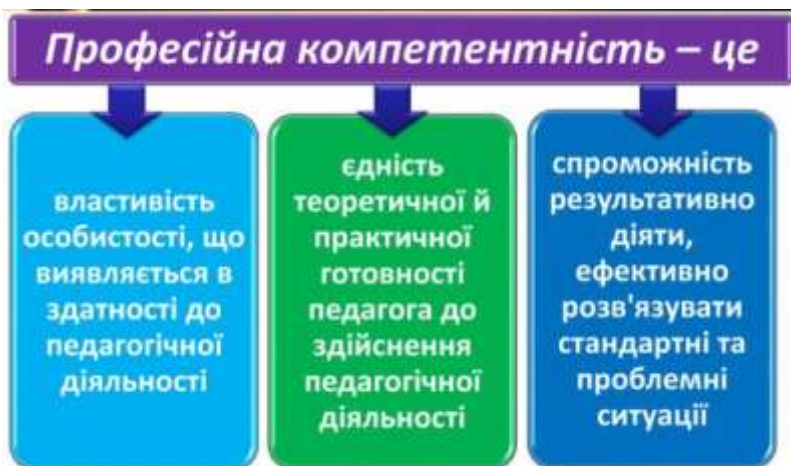 Професійна компетентність – це
властивість
особистості, що
виявляється в
здатності до
педагогічної
діяльності
єдність
теоретичної й
практичної
готовності
педагога до
здійснення
педагогічної
діяльності
спроможність
результативно
діяти,
ефективно
розв'язувати
стандартні та
проблемні
ситуації